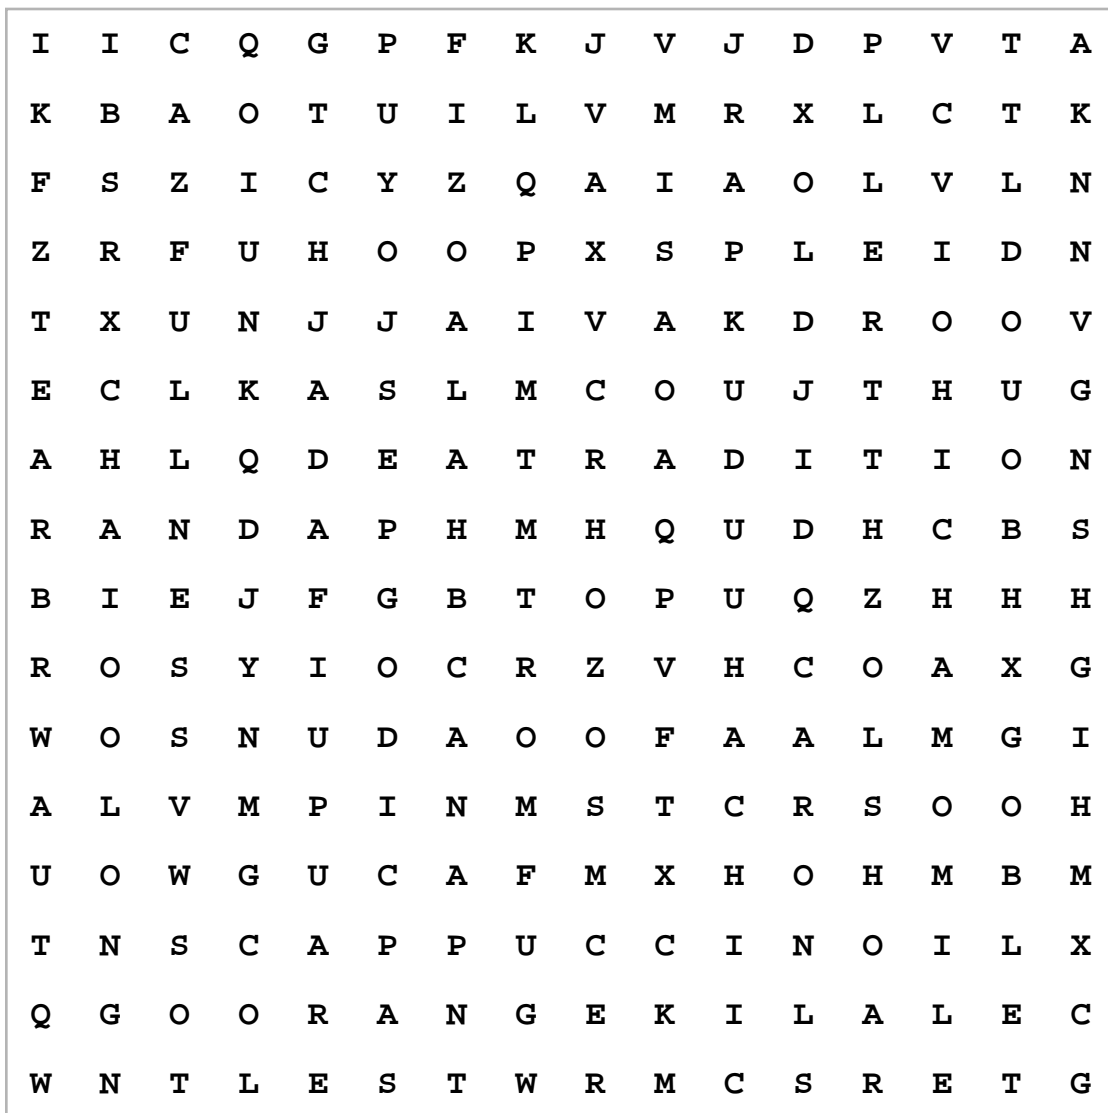 I I C Q G P F K J V J D P V T A
K B A O T U I L V M R X L C T K
F S Z I C Y Z Q A I A O L V L N
Z R F U H O O P X S P L E I D N
T X U N J J A I V A K D R O O V
E C L K A S L M C O U J T H U G
A H L Q D E A T R A D I T I O N
R A N D A P H M H Q U D H C B S
B I E J F G B T O P U Q Z H H H
R O S Y I O C R Z V H C O A X G
W O S N U D A O O F A A L M G I
A L V M P I N M S T C R S O O H
U O W G U C A F M X H O H M B M
T N S C A P P U C C I N O I L X
Q G O O R A N G E K I L A L E C
W N T L E S T W R M C S R E T G